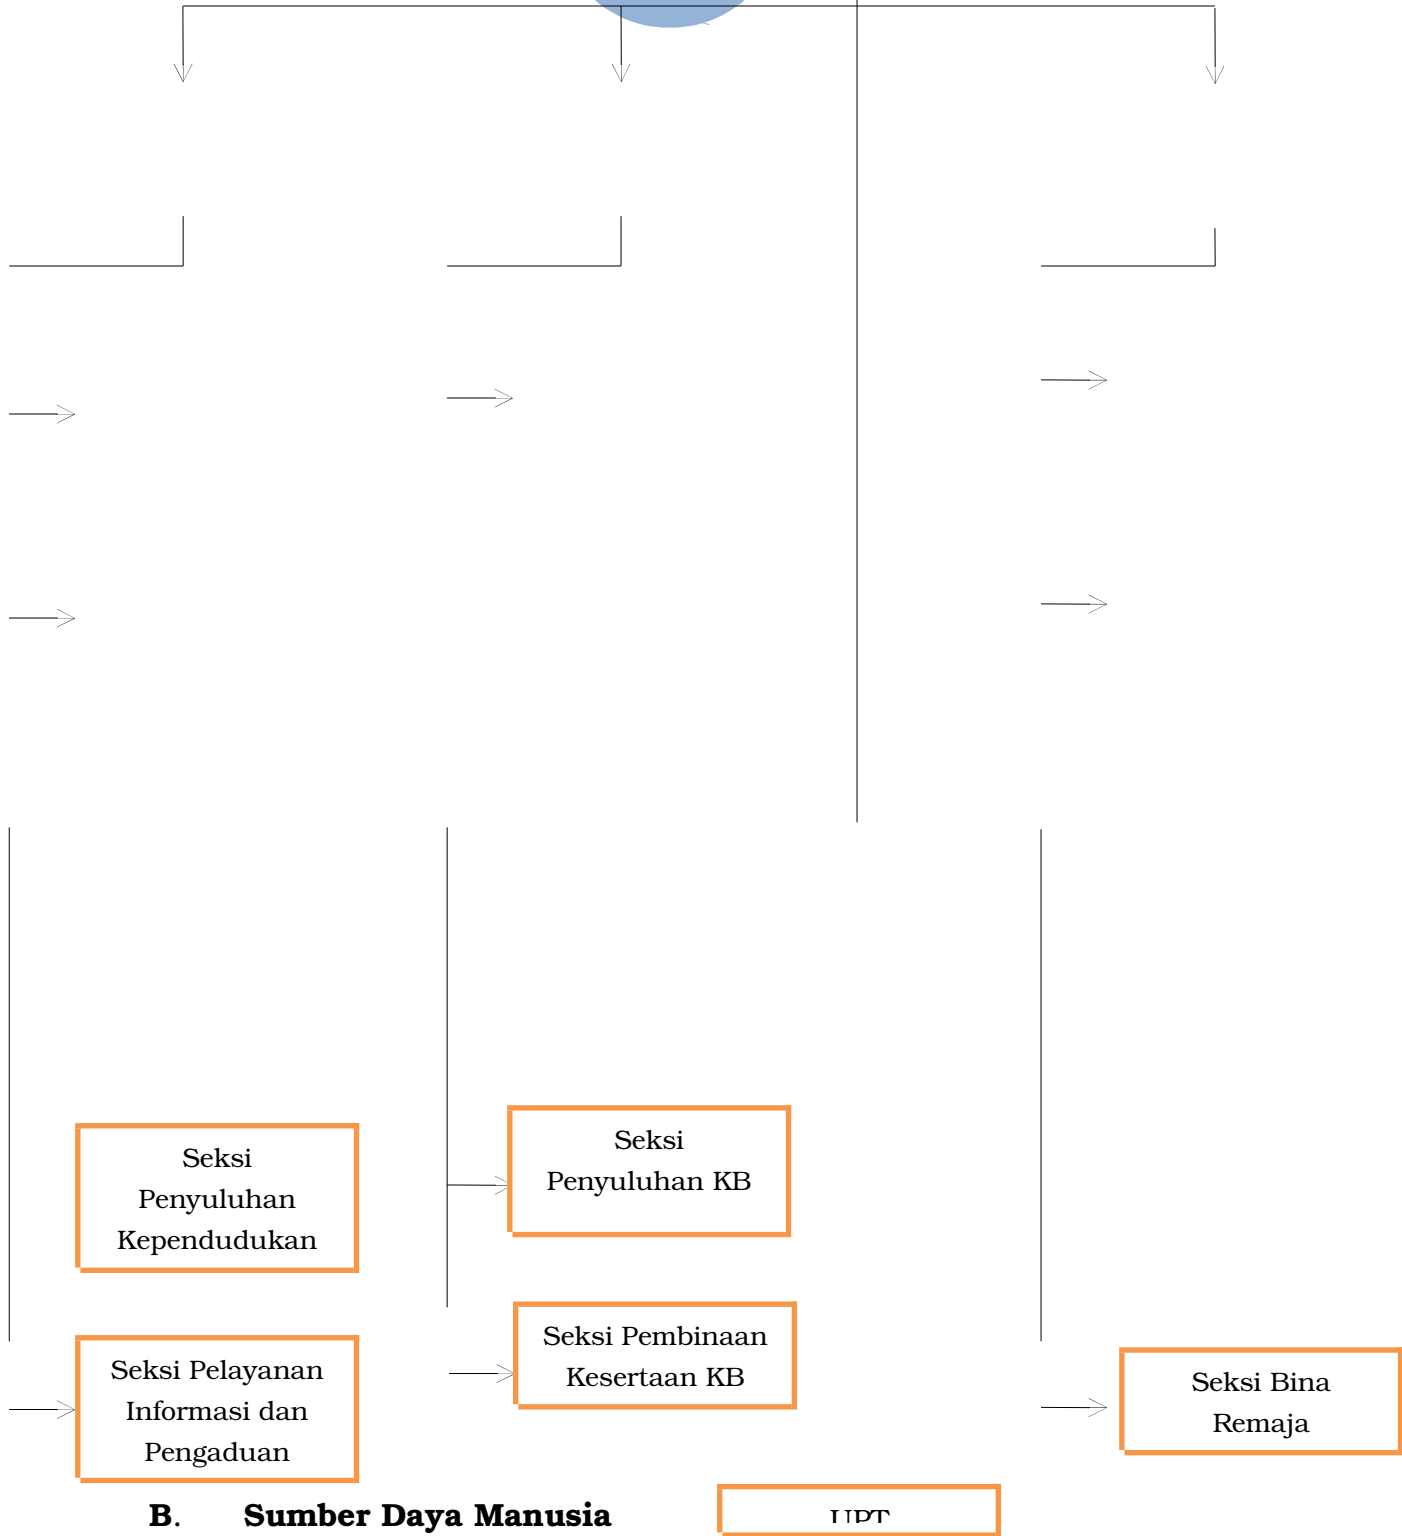 Seksi
Penyuluhan
Kependudukan
Seksi
Penyuluhan KB
Seksi Pelayanan
Informasi dan
Pengaduan
Seksi Pembinaan
Kesertaan KB
Seksi Bina
Remaja
B. Sumber Daya Manusia
UPT